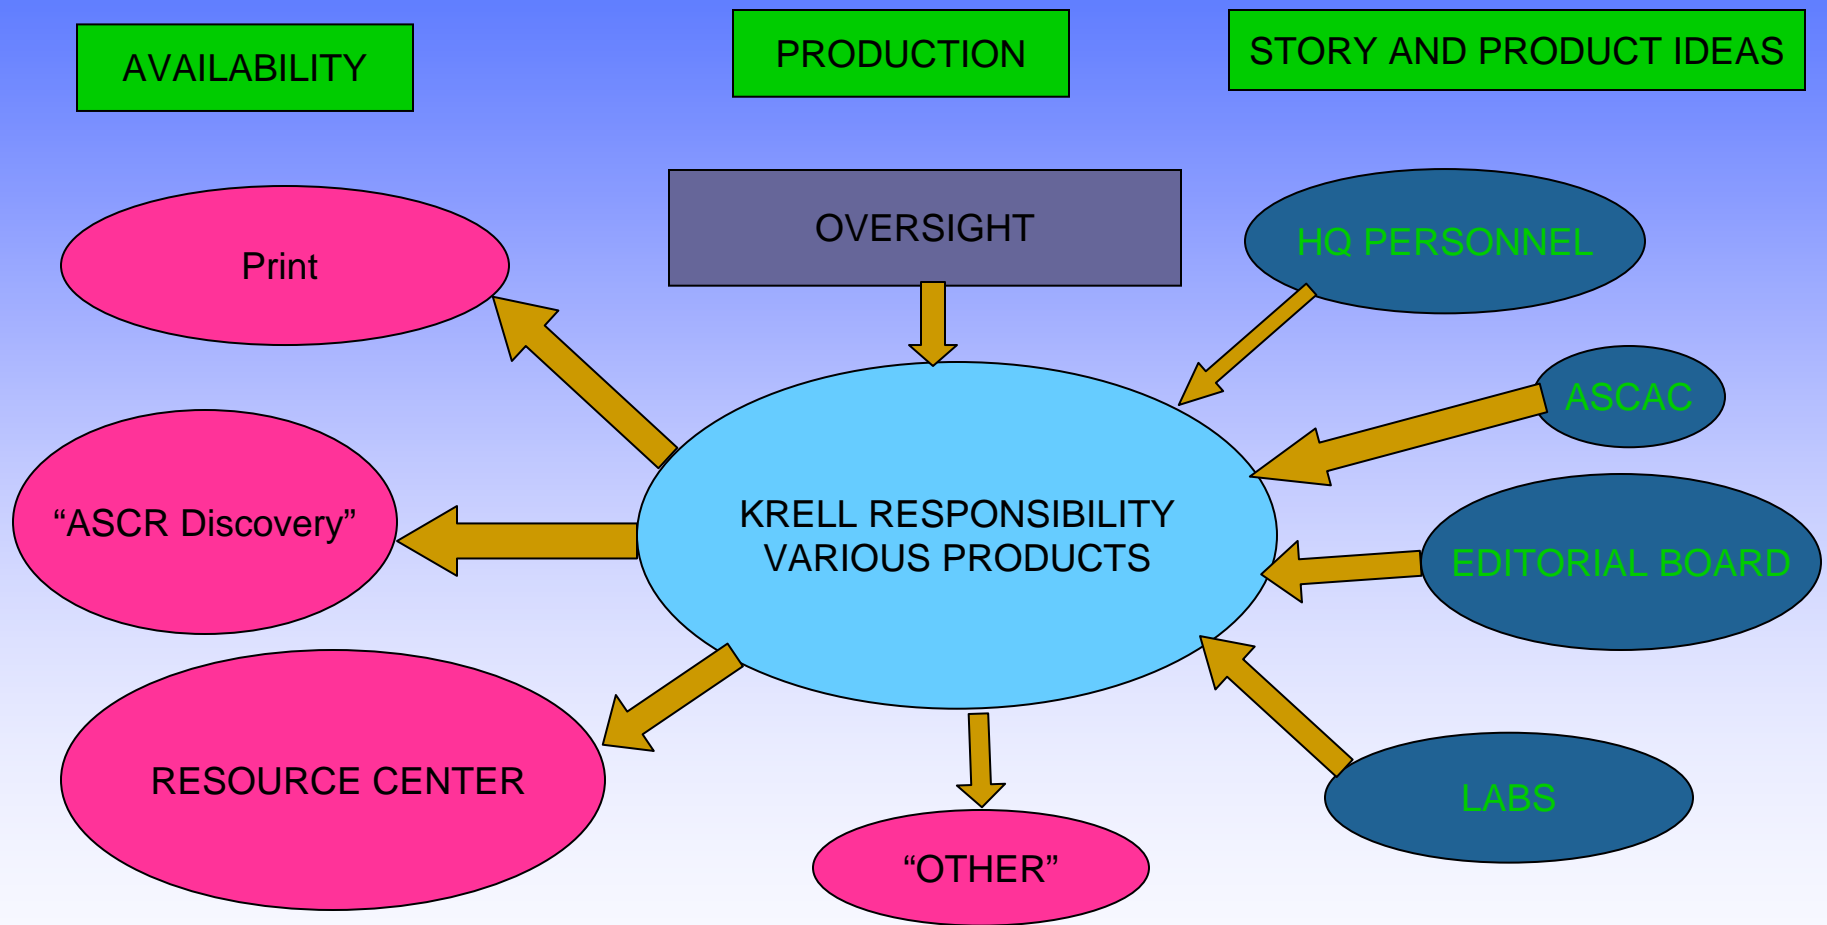 AVAILABILITY
PRODUCTION
STORY AND PRODUCT IDEAS
Print
OVERSIGHT
HQ PERSONNEL
ASCAC
“ASCR Discovery”
KRELL RESPONSIBILITY
VARIOUS PRODUCTS
EDITORIAL BOARD
RESOURCE CENTER
LABS
“OTHER”